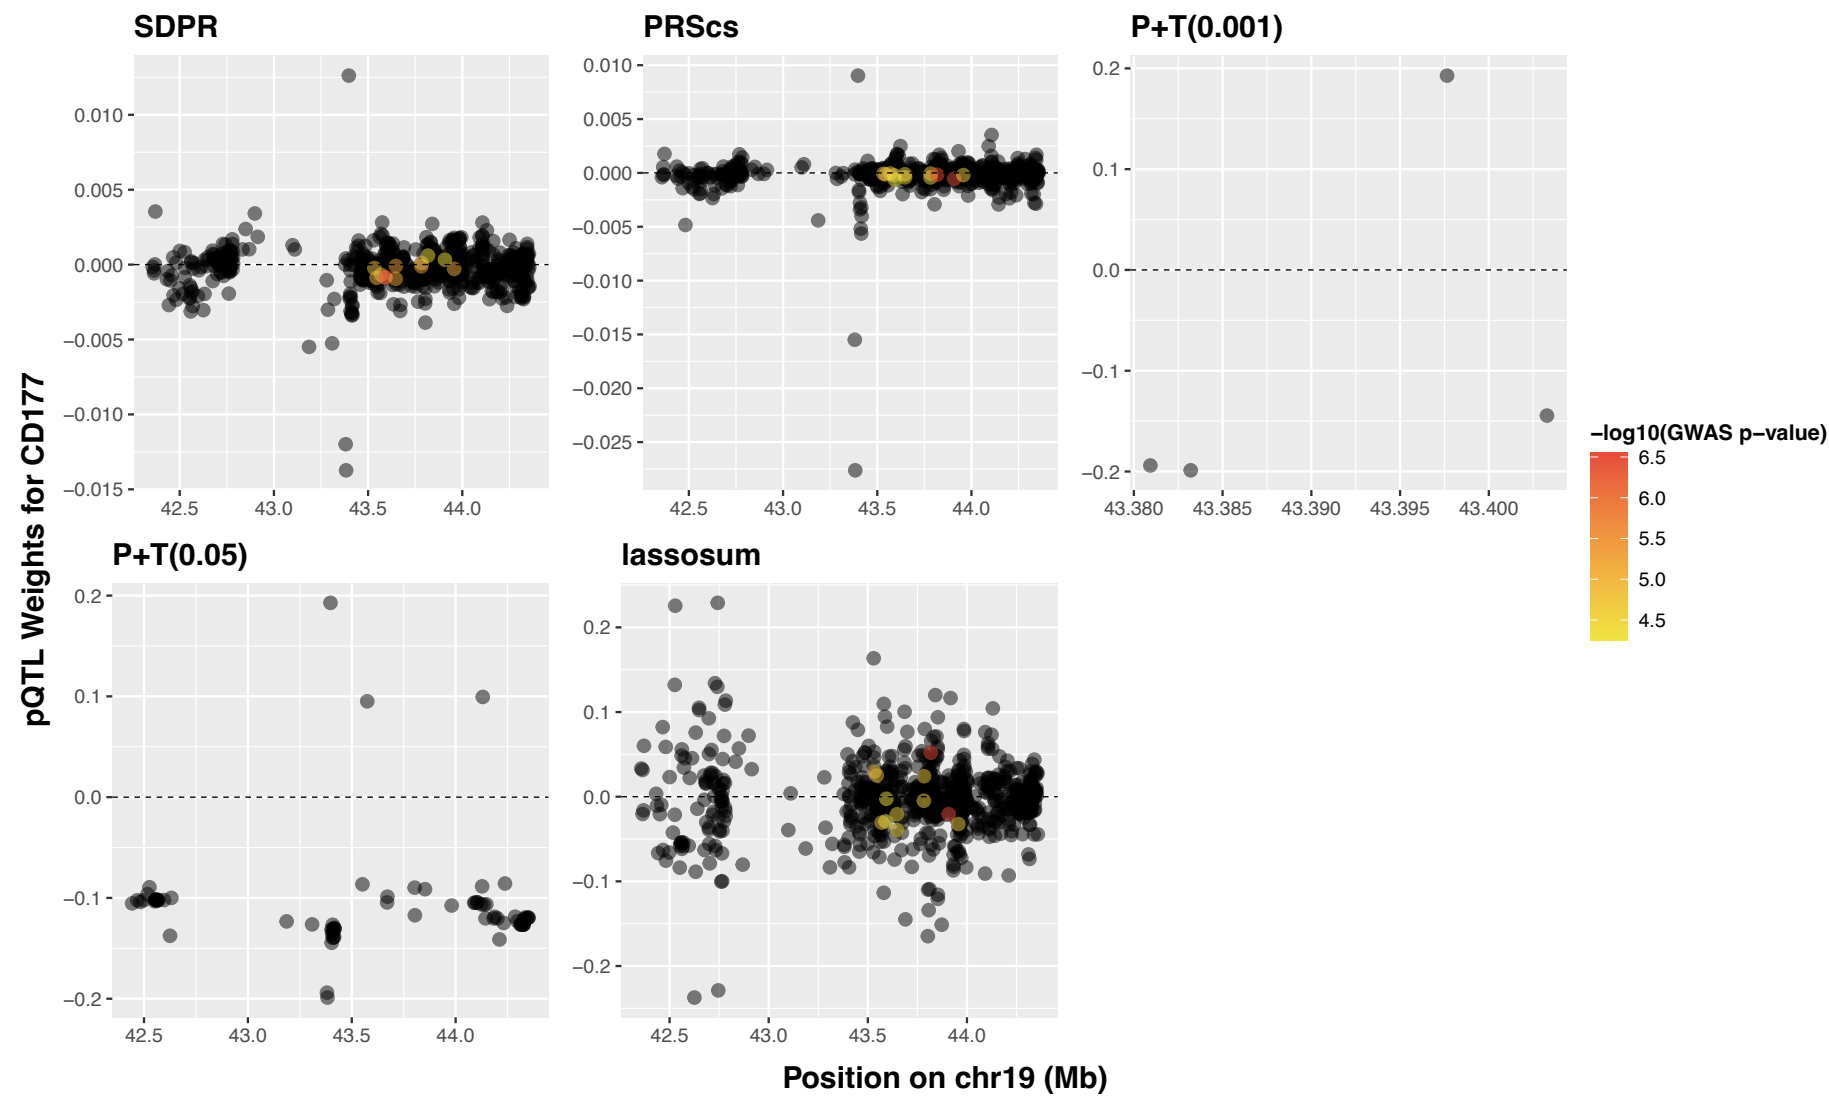 SDPR
PRScs
P+T(0.001)
0.010
0.005
0.000
−0.005
−0.010
−0.015
42.5 43.0 43.5 44.0
0.010
0.005
0.000
−0.005
−0.010
−0.015
−0.020
−0.025
42.5 43.0 43.5 44.0
0.2
0.1
0.0
−0.1
−0.2
43.380 43.385 43.390 43.395 43.400
pQTL Weights for CD177
P+T(0.05)
lassosum
0.2
0.1
0.0
−0.1
−0.2
42.5 43.0 43.5 44.0
0.2
0.1
0.0
−0.1
−0.2
42.5 43.0 43.5 44.0
−log10(GWAS p−value)
6.5
6.0
5.5
5.0
4.5
Position on chr19 (Mb)